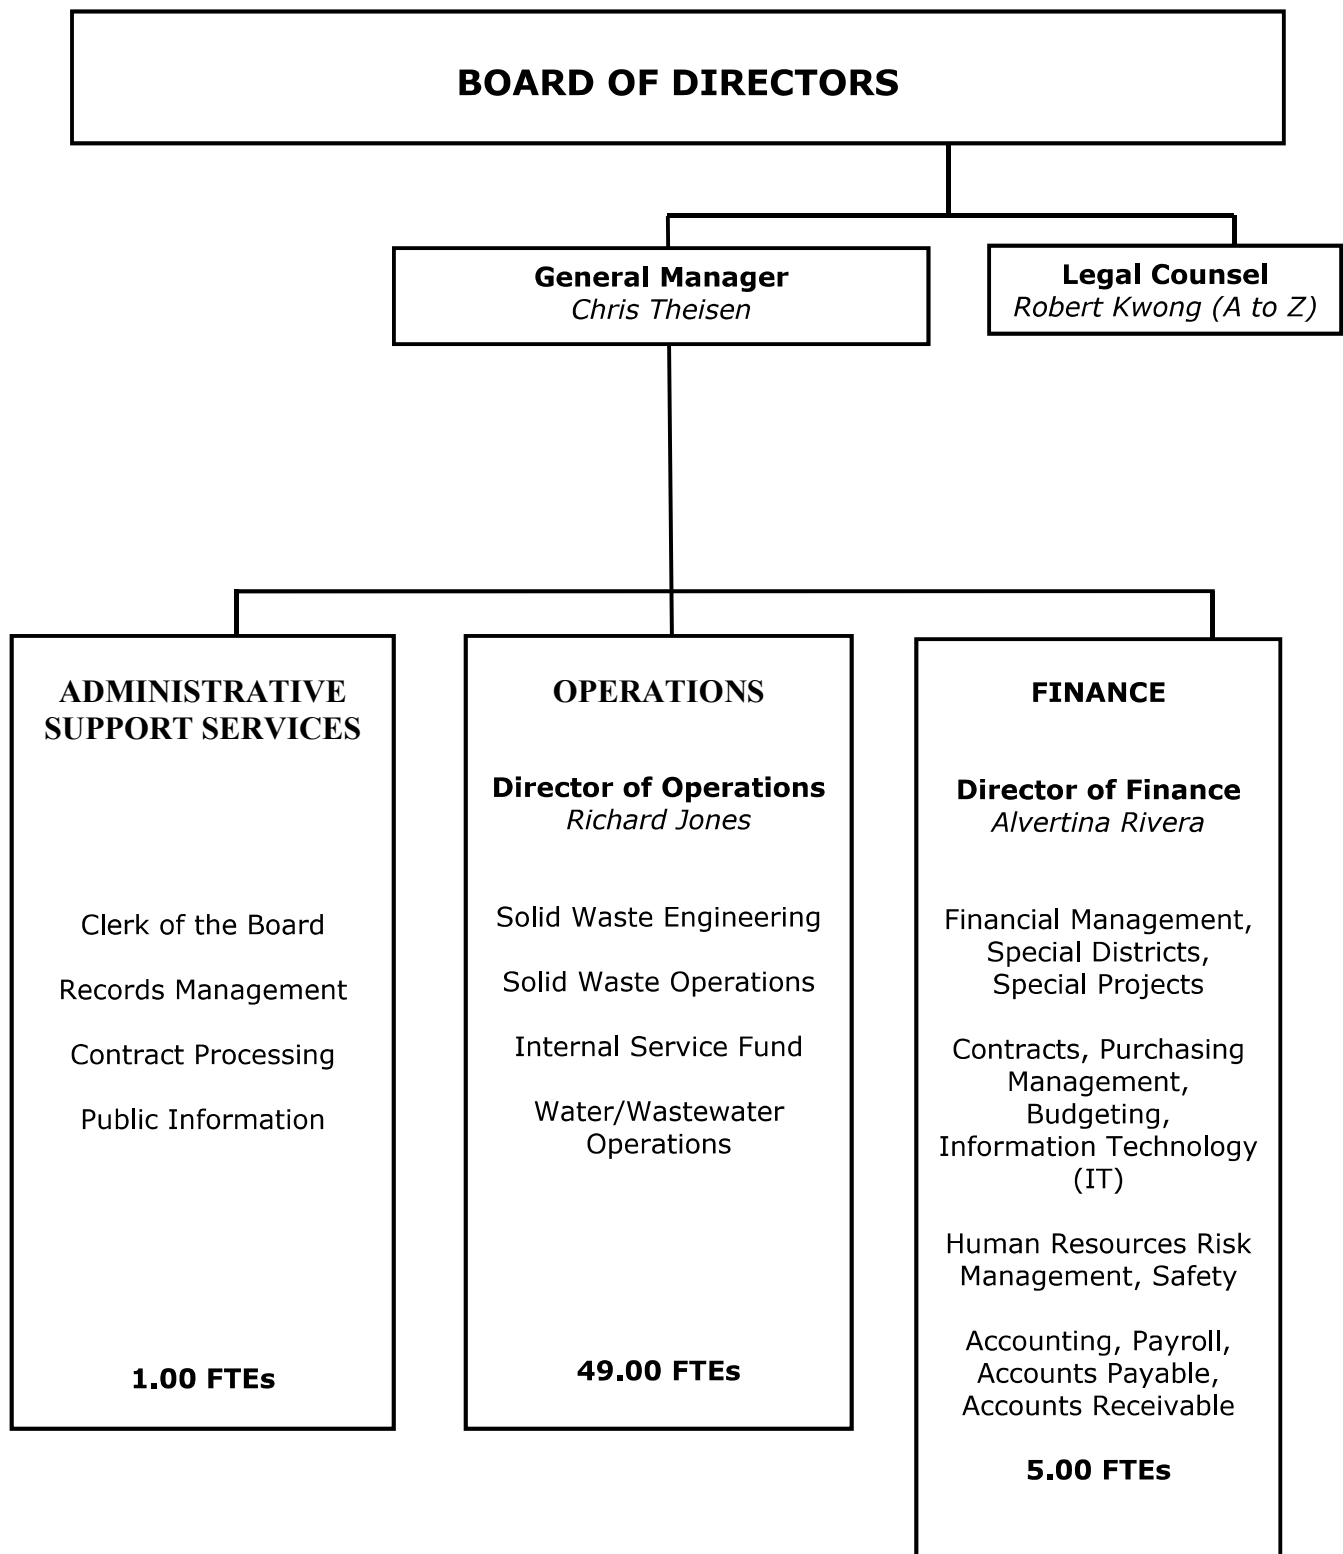 BOARD OF DIRECTORS
General Manager
Chris Theisen
Legal Counsel
Robert Kwong (A to Z)
ADMINISTRATIVE
SUPPORT SERVICES
Clerk of the Board
Records Management
Contract Processing
Public Information
1.00 FTEs
OPERATIONS
Director of Operations
Richard Jones
Solid Waste Engineering
Solid Waste Operations
Internal Service Fund
Water/Wastewater
Operations
49.00 FTEs
FINANCE
Director of Finance
Alvertina Rivera
Financial Management,
Special Districts,
Special Projects
Contracts, Purchasing
Management,
Budgeting,
Information Technology
(IT)
Human Resources Risk
Management, Safety
Accounting, Payroll,
Accounts Payable,
Accounts Receivable
5.00 FTEs